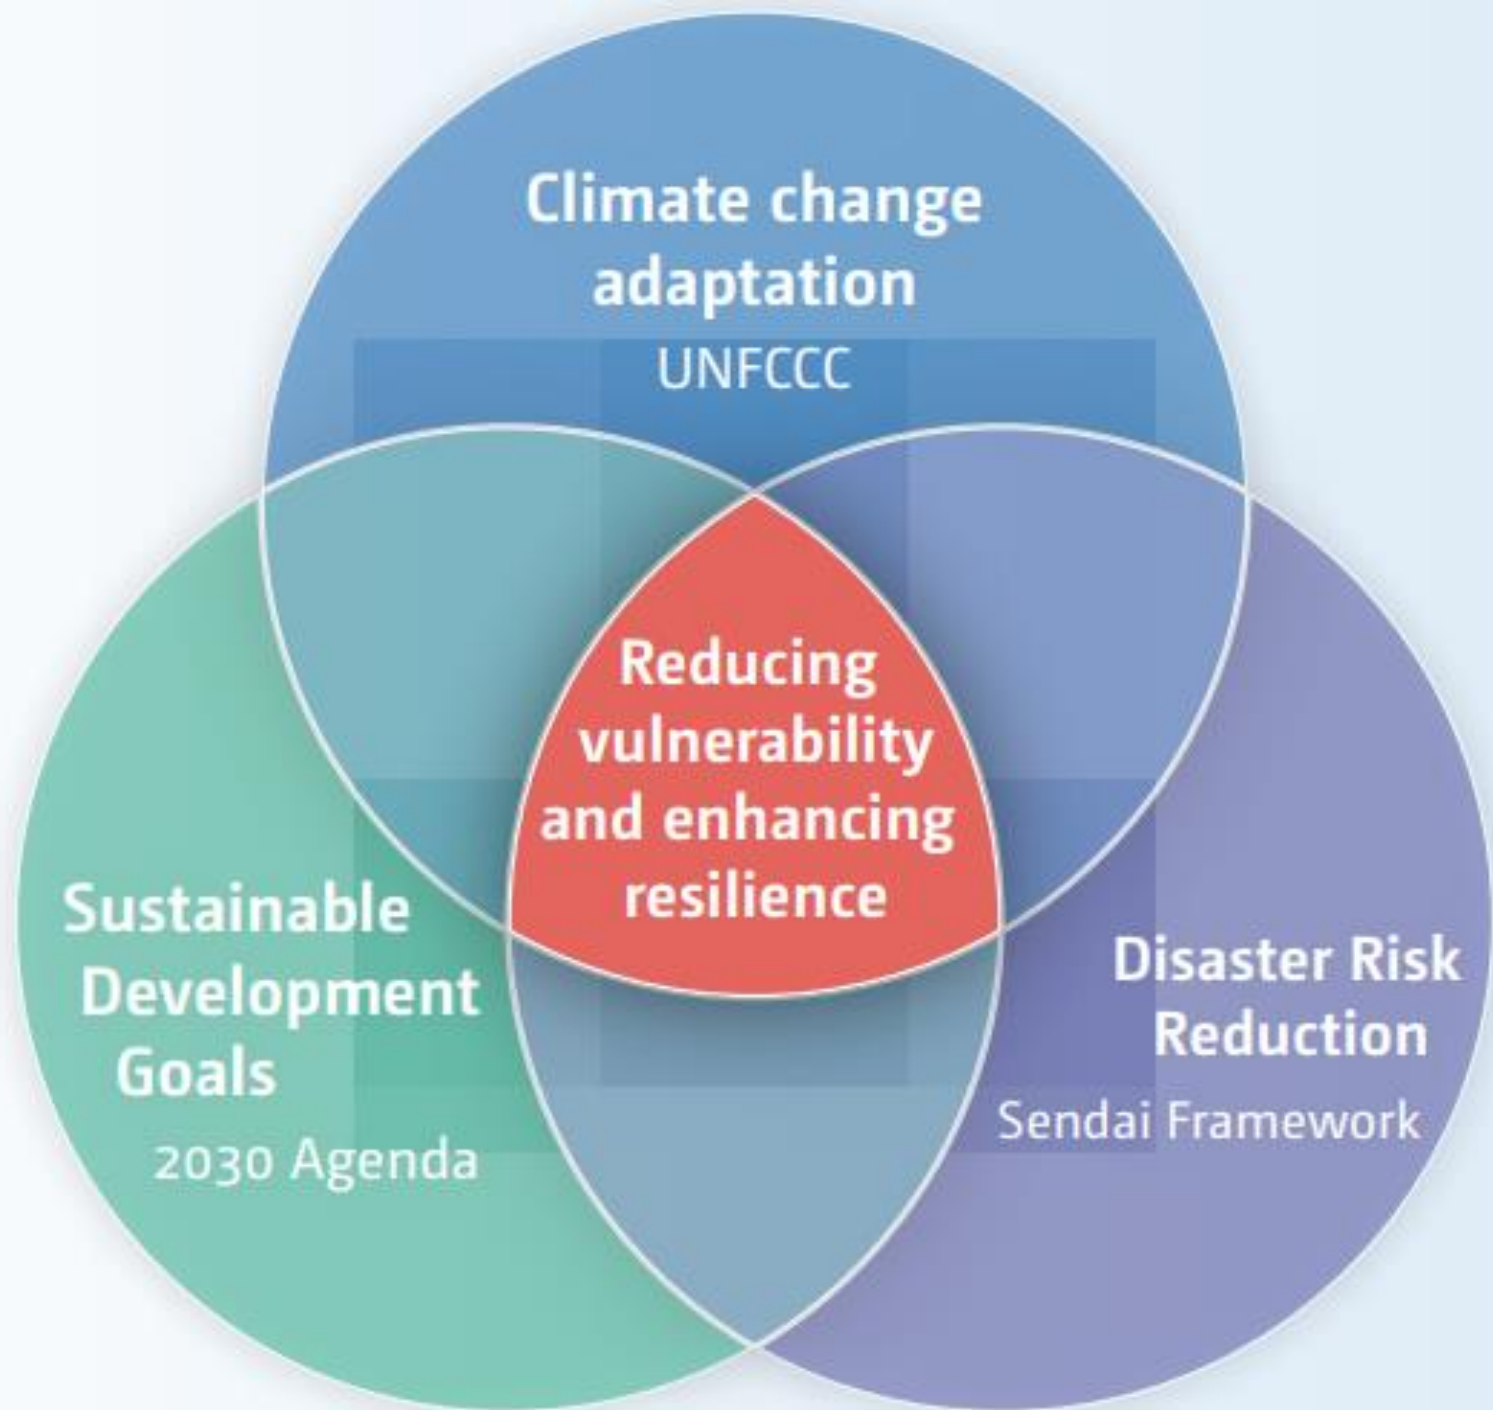 Climate change
adaptation
UNFCCC
Reducing
vulnerability
and enhancing
resilience
Sustainable
Development
Goals
2030 Agenda
Disaster Risk
Reduction
Sendai Framework